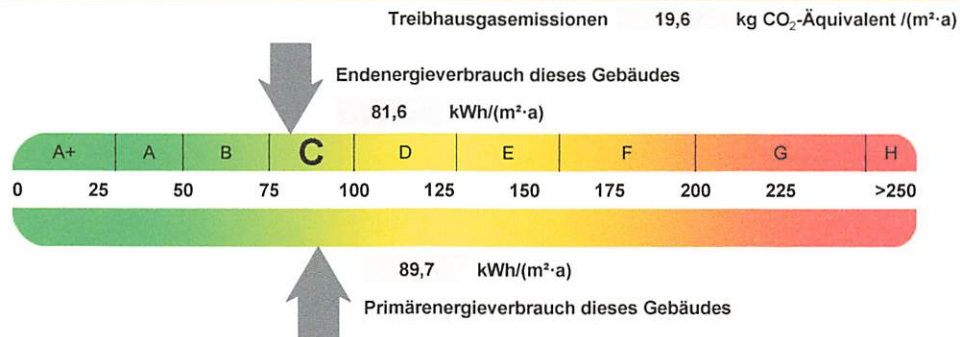 Treibhausgasemissionen 19,6 kg CO₂-Äquivalent /(m²·a)
Endenergieverbrauch dieses Gebäudes
81,6 kWh/(m²·a)
A+ A B C D E F G H
0 25 50 75 100 125 150 175 200 225 >250
89,7 kWh/(m²·a)
Primärenergieverbrauch dieses Gebäudes